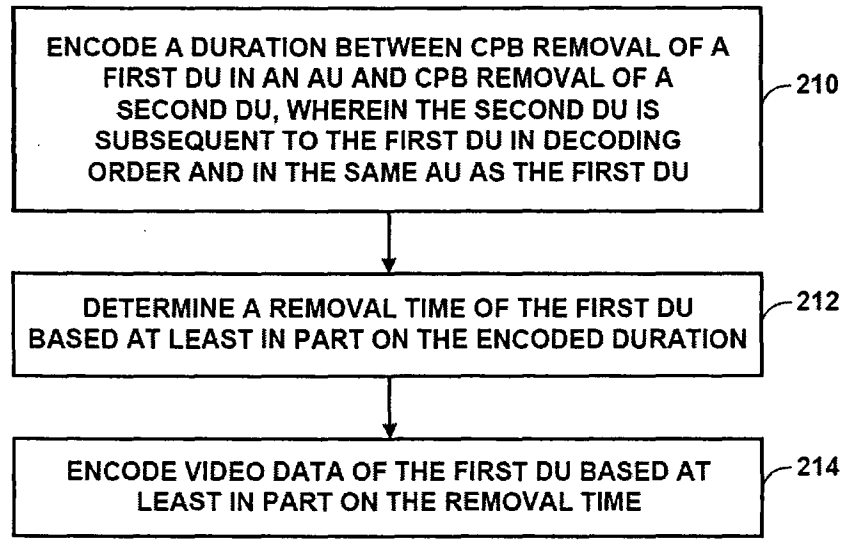 ENCODE A DURATION BETWEEN CPB REMOVAL OF A
FIRST DU IN AN AU AND CPB REMOVAL OF A
SECOND DU, WHEREIN THE SECOND DU IS
SUBSEQUENT TO THE FIRST DU IN DECODING
ORDER AND IN THE SAME AU AS THE FIRST DU
210
DETERMINE A REMOVAL TIME OF THE FIRST DU
BASED AT LEAST IN PART ON THE ENCODED DURATION
212
ENCODE VIDEO DATA OF THE FIRST DU BASED AT
LEAST IN PART ON THE REMOVAL TIME
214